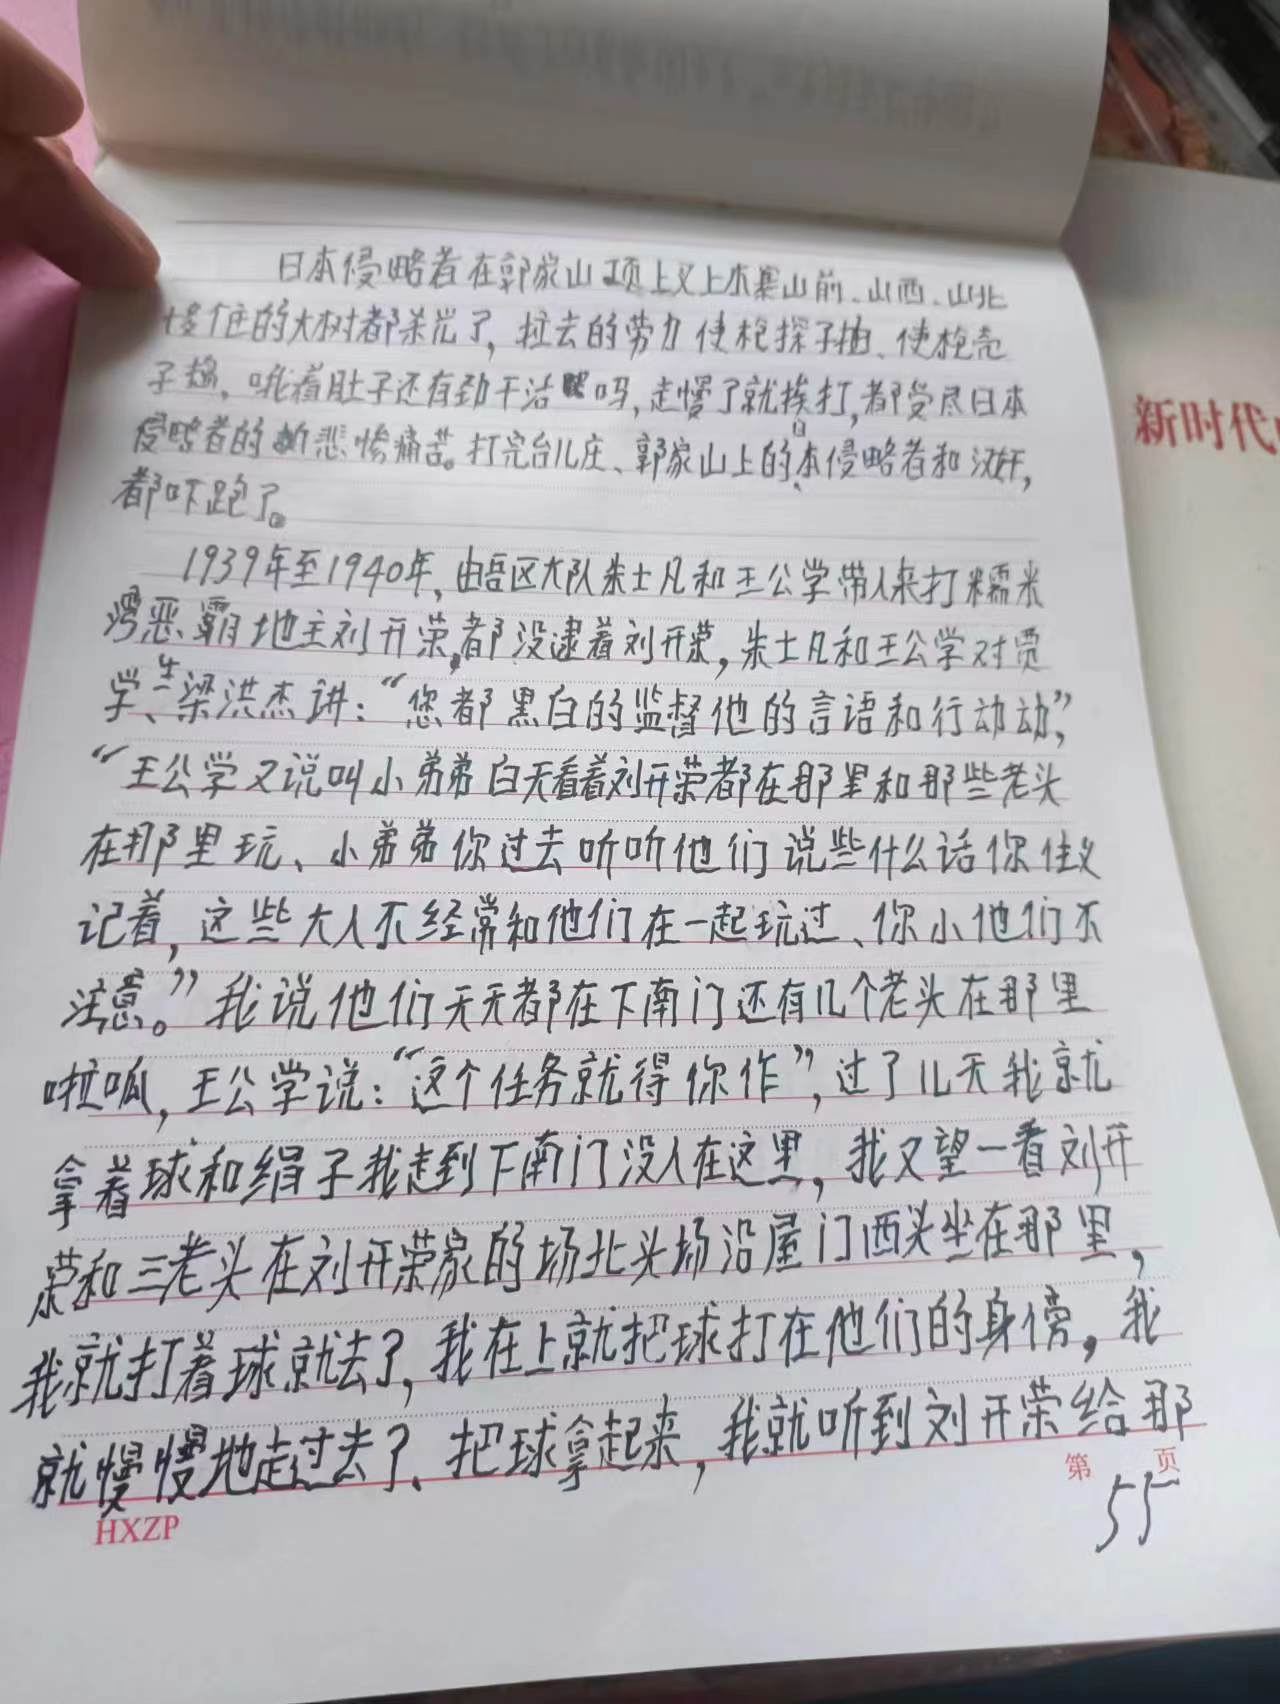 日本侵略者在郭家山顶上又上木寨山前、山西、山北
个庄的大树都杀光了，拉去的劳力使枪探子抽、使枪壳
子捣，哦着肚子还有劲干活吗，走慢了就挨打，都受尽日本
侵略者的悲惨痛苦。打完台儿庄、郭家山上的日本侵略者和汉奸，
都吓跑了。
1939年至1940年，由吾区大队朱士凡和王公学带人来打糯米
湾恶霸地主刘开荣，都没逮着刘开荣，朱士凡和王公学对贾
学生、梁洪杰讲：“您都黑白的监督他的言语和行动动，”
“王公学又说叫小弟弟白天看着刘开荣都在那里和那些老头
在那里玩、小弟弟你过去听听他们说些什么话你住义
记着，这些大人不经常和他们在一起玩过、你小他们不
注意。”我说他们天天都在下南门还有几个老头在那里
啦呱，王公学说：“这个任务就得你作”，过了几天我就
拿着球和绢子我走到下南门没人在这里，我又望一看刘开
荣和三老头在刘开荣家的场北头场沿屋门西头坐在那里，
我就打着球就去了，我在上就把球打在他们的身傍，我
就慢慢地走过去了、把球拿起来，我就听到刘开荣给那
第 页
55
HXZP
新时代